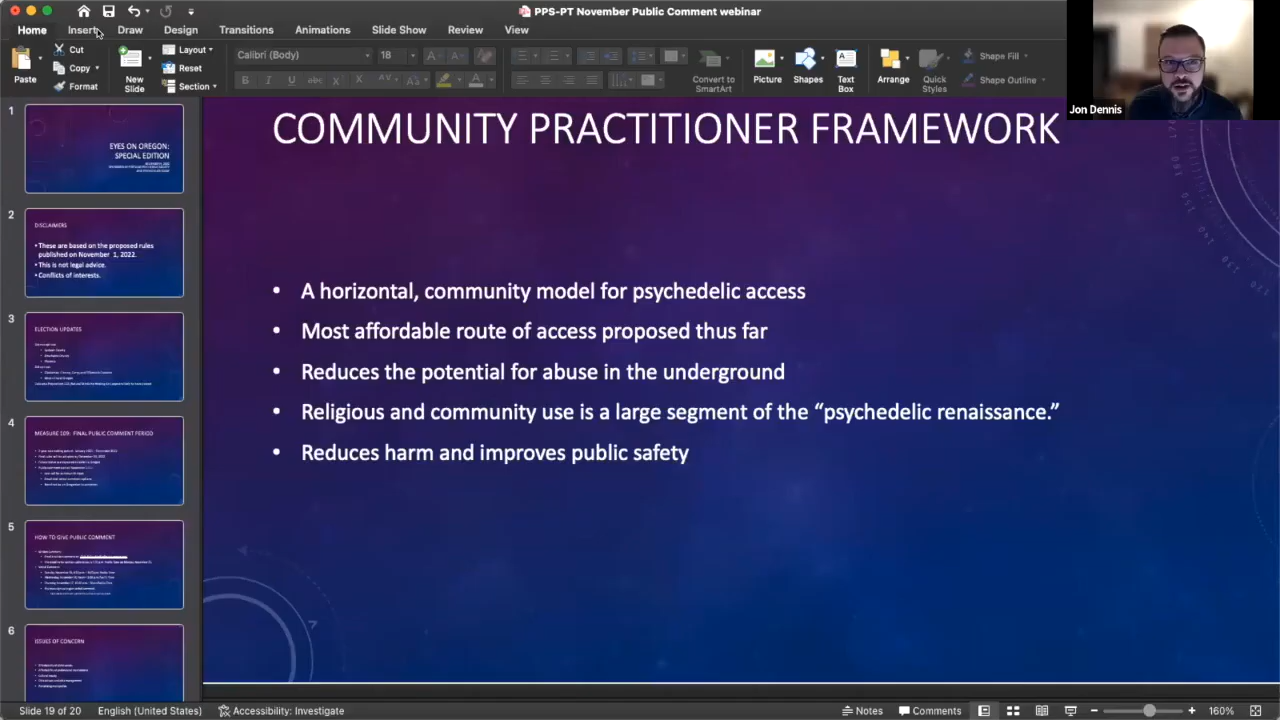 PPS-PT November Public Comment webinar
Home Insert Draw Design Transitions Animations Slide Show Review View
Paste
Cut
Copy
Format
New Slide
Layout
Reset
Section
Calibri (Body) 18
Convert to SmartArt
Picture
Shapes
Text Box
Arrange
Quick Styles
Shape Fill
Shape Outline
Jon Dennis
1
EYES ON OREGON:
SPECIAL EDITION
2
DISCLAIMERS
• These are based on the proposed rules
published on November 1, 2022.
• This is not legal advice.
• Conflicts of interests.
3
ELECTION UPDATES
4
MEASURE 109: FINAL PUBLIC COMMENT PERIOD
5
HOW TO GIVE PUBLIC COMMENT
6
ISSUES OF CONCERN
COMMUNITY PRACTITIONER FRAMEWORK
• A horizontal, community model for psychedelic access
• Most affordable route of access proposed thus far
• Reduces the potential for abuse in the underground
• Religious and community use is a large segment of the “psychedelic renaissance.”
• Reduces harm and improves public safety
Slide 19 of 20 English (United States) Accessibility: Investigate Notes Comments 160%